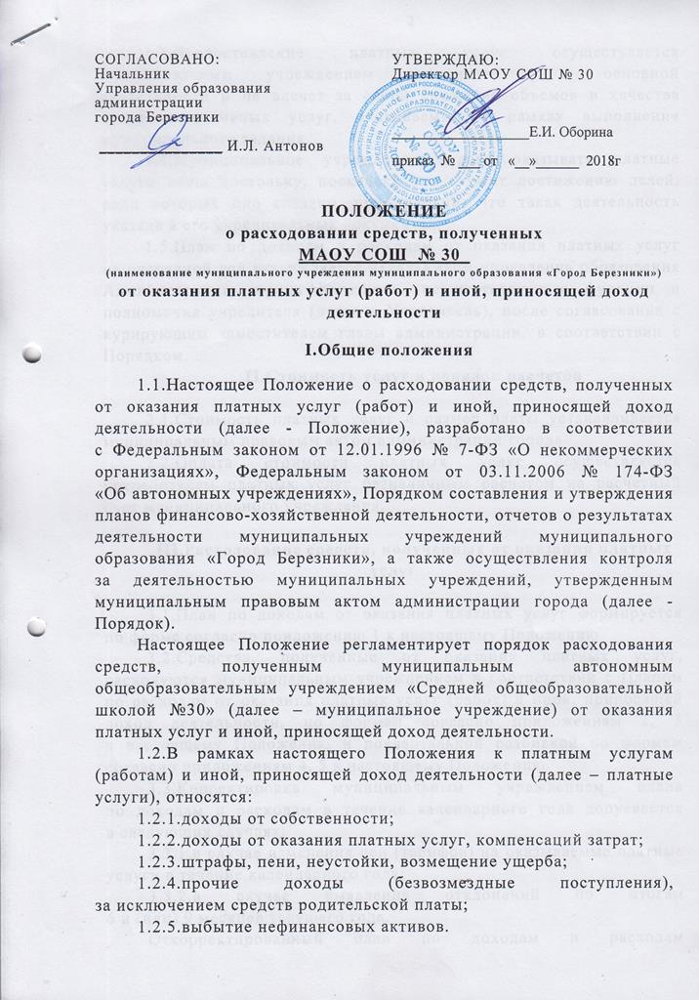 СОГЛАСОВАНО:
Начальник
Управления образования
администрации
города Березники
И.Л. Антонов
УТВЕРЖДАЮ:
Директор МАОУ СОШ № 30
Е.И. Оборина
приказ № от «__»______ 2018г
ПОЛОЖЕНИЕ
о расходовании средств, полученных
МАОУ СОШ № 30
(наименование муниципального учреждения муниципального образования «Город Березники»)
от оказания платных услуг (работ) и иной, приносящей доход
деятельности
I.Общие положения
1.1.Настоящее Положение о расходовании средств, полученных
от оказания платных услуг (работ) и иной, приносящей доход
деятельности (далее - Положение), разработано в соответствии
с Федеральным законом от 12.01.1996 № 7-ФЗ «О некоммерческих
организациях», Федеральным законом от 03.11.2006 № 174-ФЗ
«Об автономных учреждениях», Порядком составления и утверждения
планов финансово-хозяйственной деятельности, отчетов о результатах
деятельности муниципальных учреждений муниципального
образования «Город Березники», а также осуществления контроля
за деятельностью муниципальных учреждений, утвержденным
муниципальным правовым актом администрации города (далее -
Порядок).
Настоящее Положение регламентирует порядок расходования
средств, полученным муниципальным автономным
общеобразовательным учреждением «Средней общеобразовательной
школой №30» (далее – муниципальное учреждение) от оказания
платных услуг и иной, приносящей доход деятельности.
1.2.В рамках настоящего Положения к платным услугам
(работам) и иной, приносящей доход деятельности (далее – платные
услуги), относятся:
1.2.1.доходы от собственности;
1.2.2.доходы от оказания платных услуг, компенсаций затрат;
1.2.3.штрафы, пени, неустойки, возмещение ущерба;
1.2.4.прочие доходы (безвозмездные поступления),
за исключением средств родительской платы;
1.2.5.выбытие нефинансовых активов.